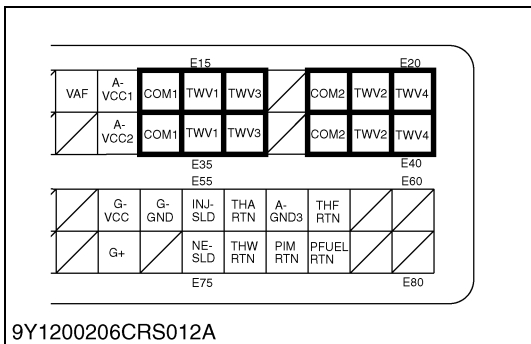 E15 E20
VAF A-VCC1 COM1 TWV1 TWV3 COM2 TWV2 TWV4
A-VCC2 COM1 TWV1 TWV3 COM2 TWV2 TWV4
E35 E40
E55 E60
G-VCC G-GND INJ-SLD THA RTN A-GND3 THF RTN
G+ NE-SLD THW RTN PIM RTN PFUEL RTN
E75 E80
9Y1200206CRS012A